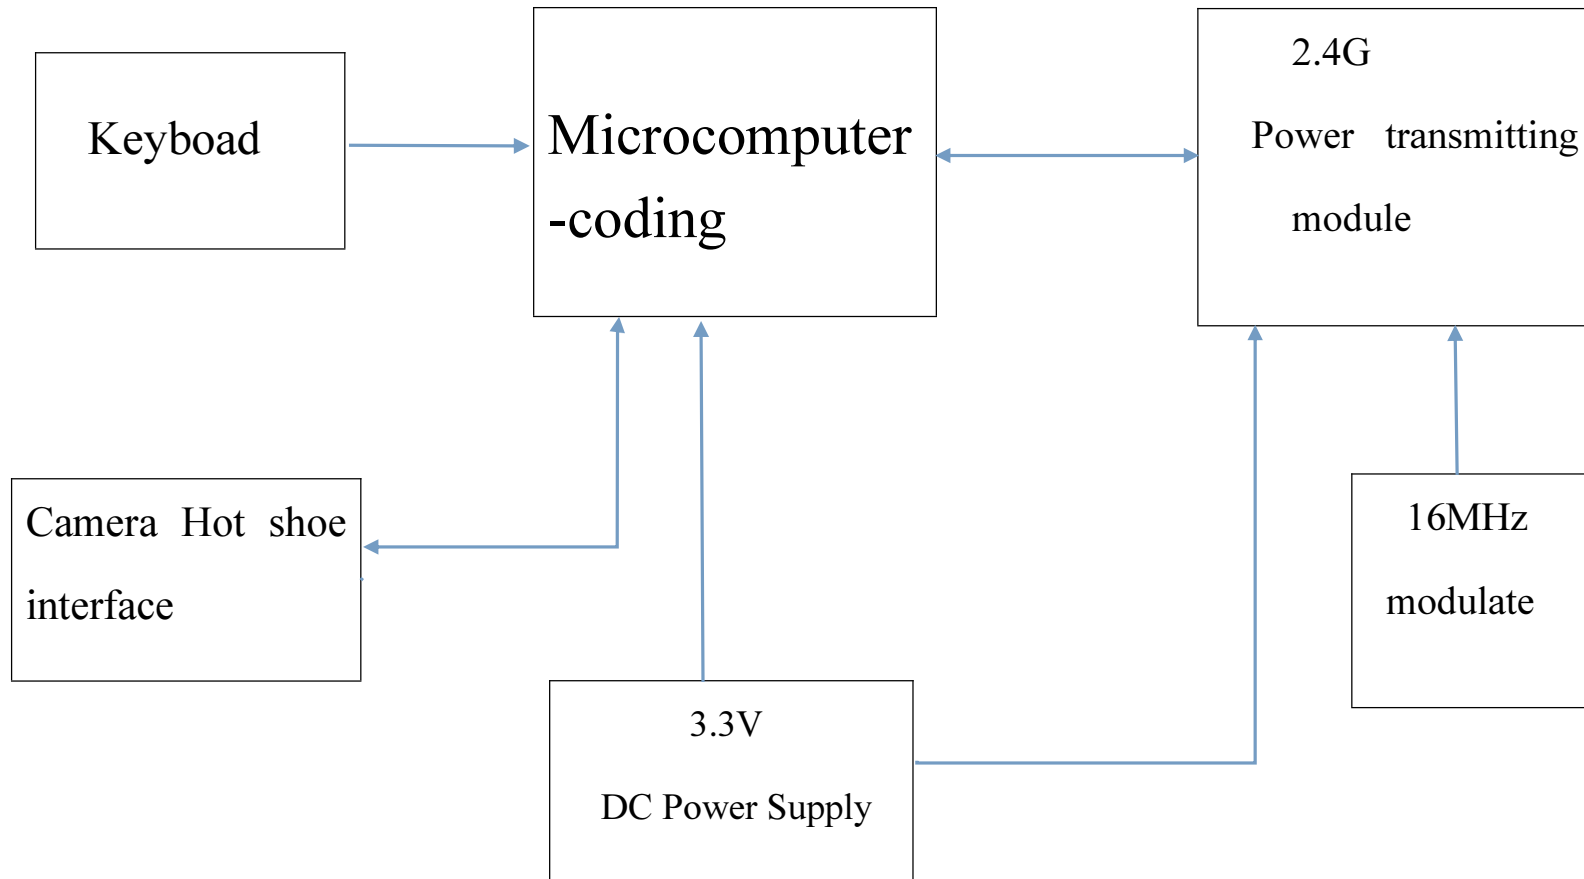 Keyboad
Microcomputer
-coding
2.4G
Power transmitting
module
Camera Hot shoe
interface
16MHz
modulate
3.3V
DC Power Supply